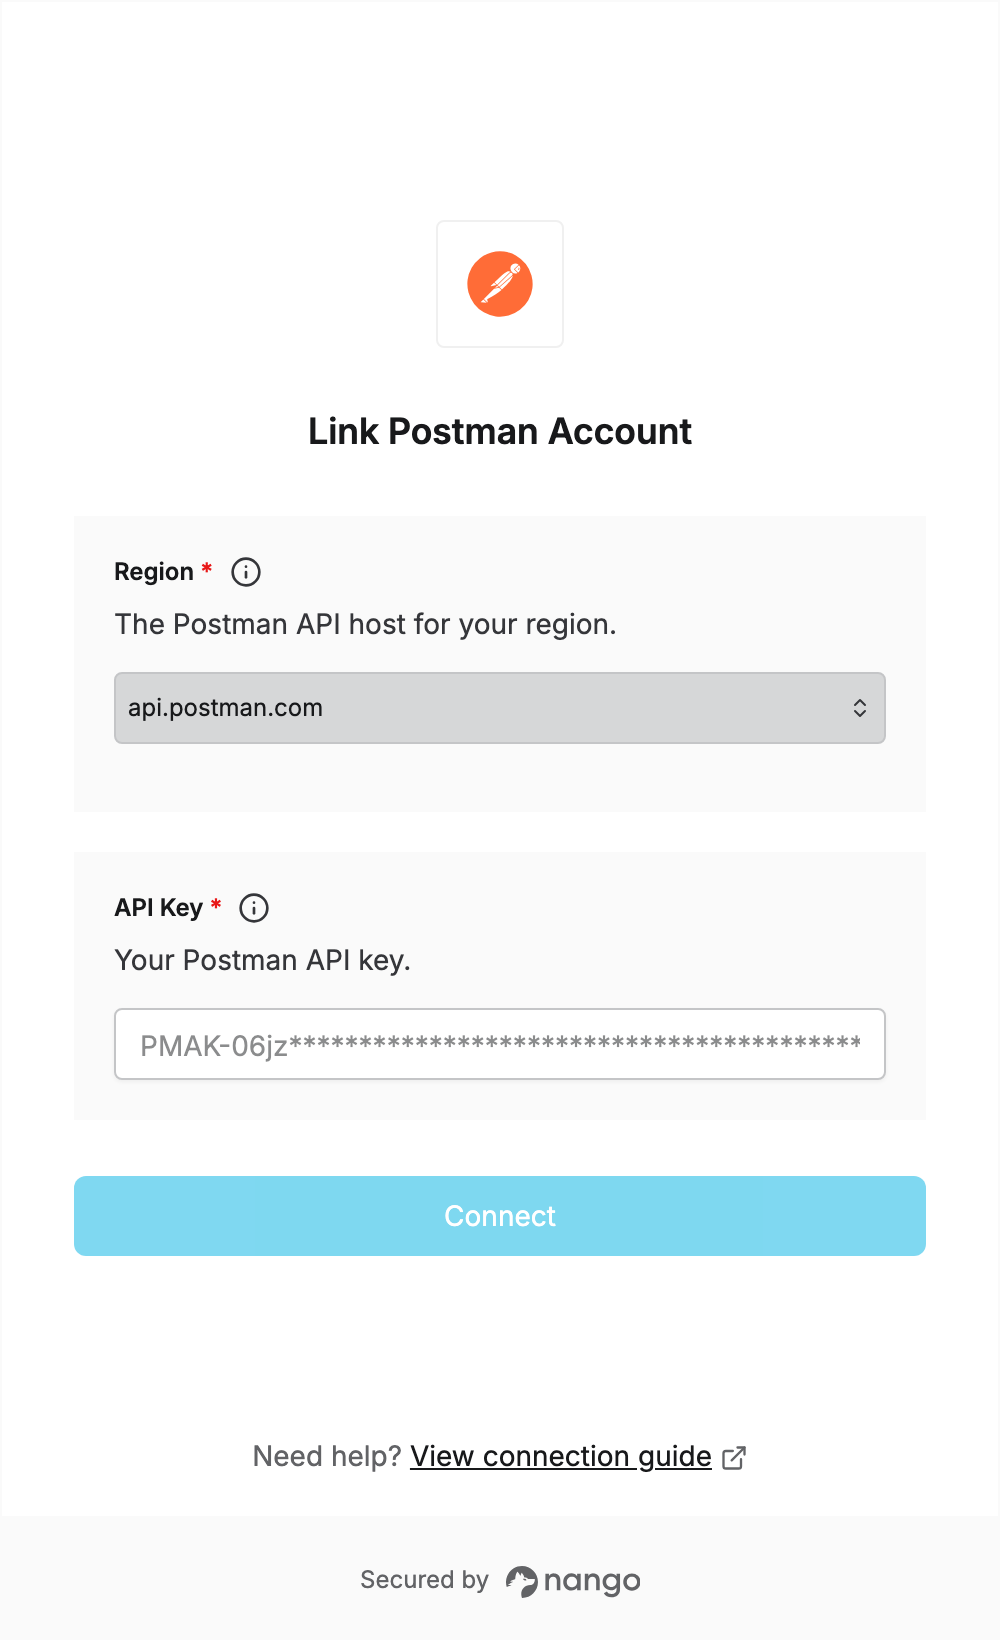 Link Postman Account
Region *
The Postman API host for your region.
api.postman.com
API Key *
Your Postman API key.
PMAK-06jz*****************************************
Connect
Need help? View connection guide
Secured by nango